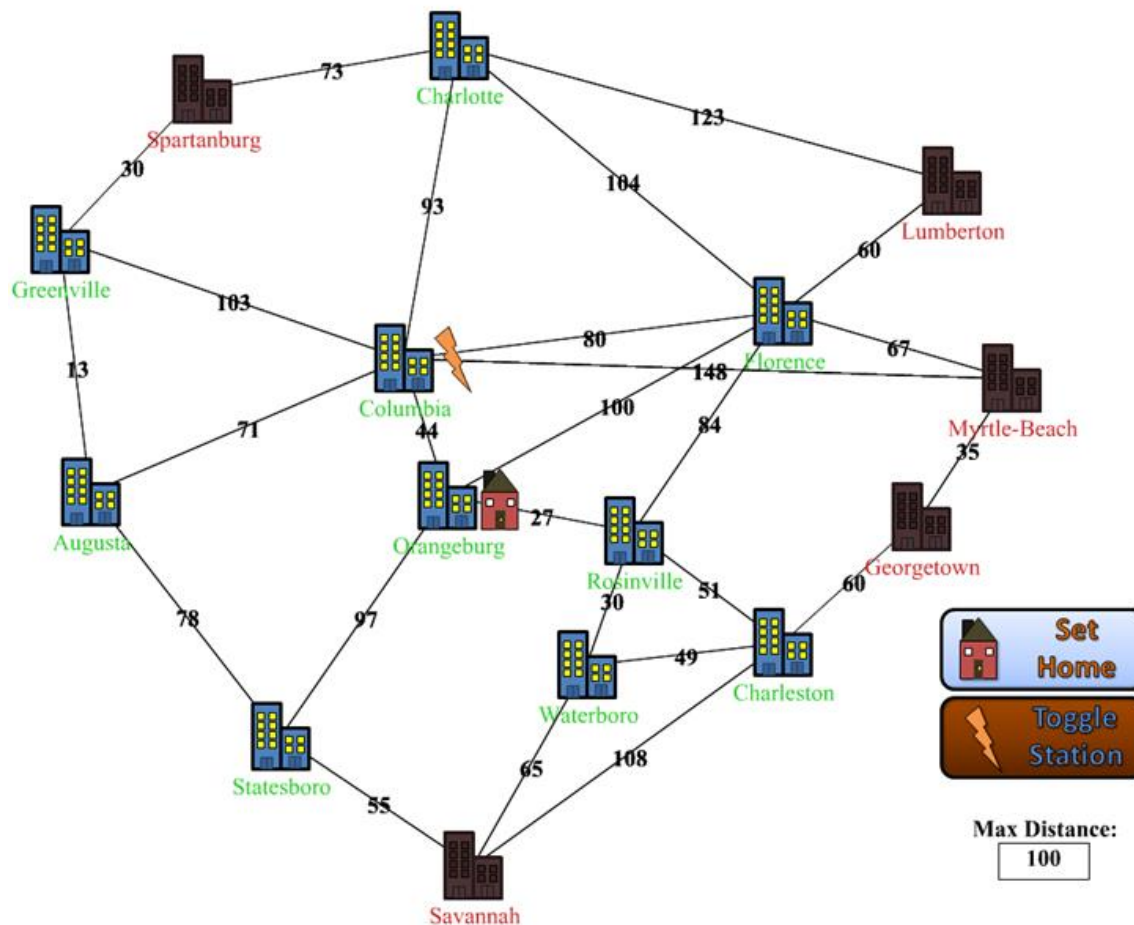 73
Charlotte
123
Spartanburg
30
104
93
Lumberton
60
Greenville
103
80
Florence
67
13
148
Columbia
100
Myrtle-Beach
71
44
84
35
27
Augusta
Orangeburg
Georgetown
Rosinville
51
60
30
78
97
49
Set
Home
Charleston
Waterboro
Toggle
Station
108
65
Statesboro
55
Max Distance:
100
Savannah